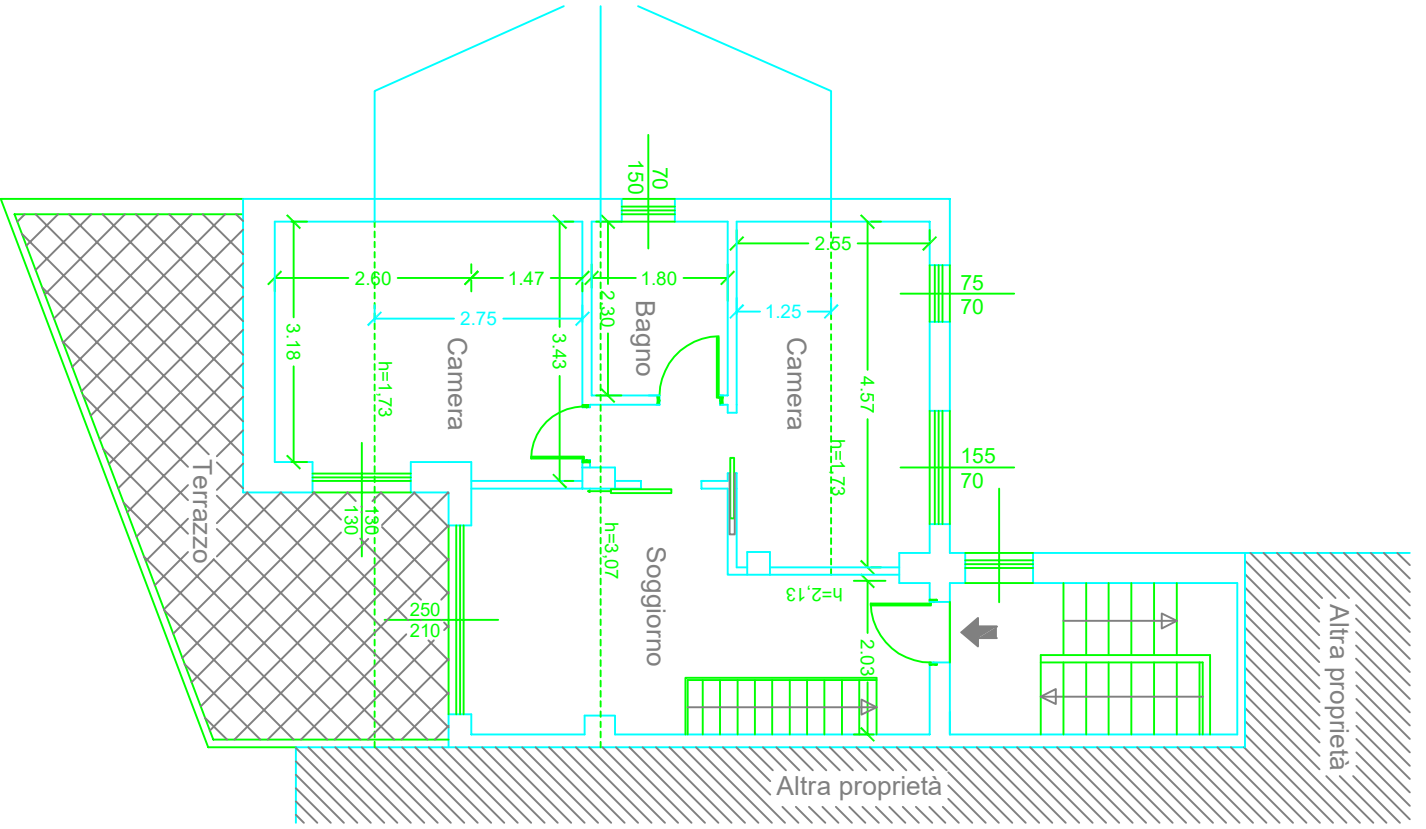 70
150
2.55
2.60
1.47
1.80
75
70
2.30
1.25
2.75
Bagno
3.18
3.43
Camera
Camera
h=1,73
4.57
h=1,73
155
70
Terrazzo
130
130
h=3,07
Soggiorno
h=2,13
250
210
2.03
Altra proprietà
Altra proprietà